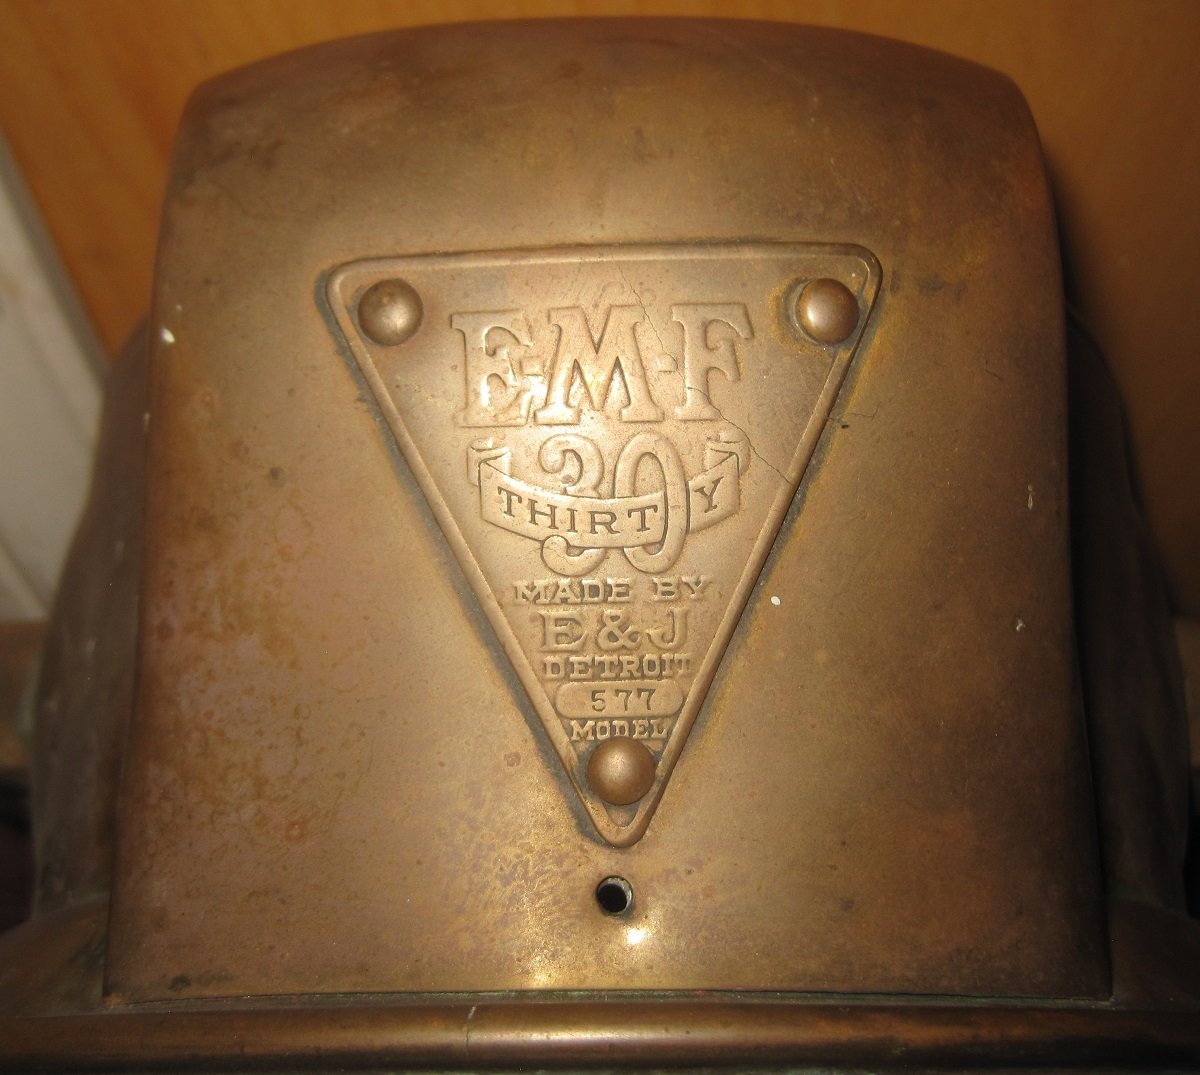 E-M-F
30
THIRTY
MADE BY
E & J
DETROIT
577
MODEL